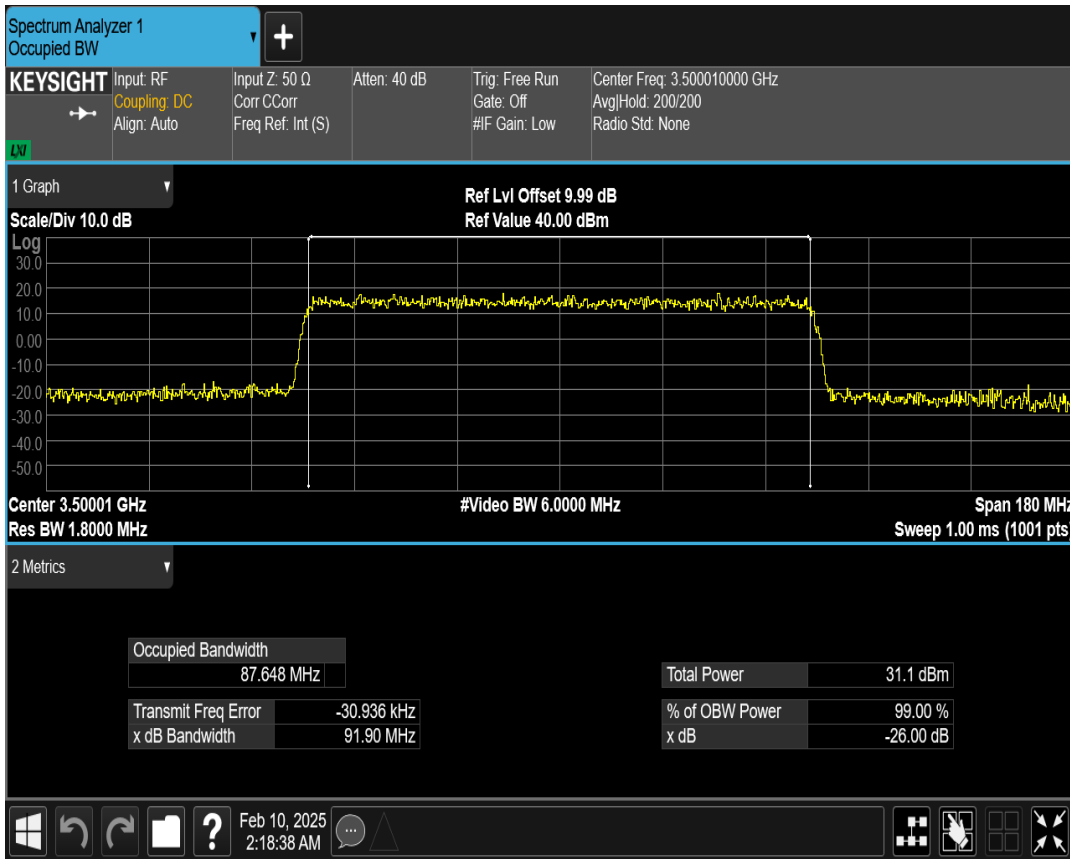 Spectrum Analyzer 1
Occupied BW
+
KEYSIGHT
LXI
Input: RF
Coupling: DC
Align: Auto
Input Z: 50 Ω
Corr CCorr
Freq Ref: Int (S)
Atten: 40 dB
Trig: Free Run
Gate: Off
#IF Gain: Low
Center Freq: 3.500010000 GHz
Avg|Hold: 200/200
Radio Std: None
1 Graph
Scale/Div 10.0 dB
Ref Lvl Offset 9.99 dB
Ref Value 40.00 dBm
Log
30.0
20.0
10.0
0.00
-10.0
-20.0
-30.0
-40.0
-50.0
Center 3.50001 GHz
#Video BW 6.0000 MHz
Span 180 MHz
Res BW 1.8000 MHz
Sweep 1.00 ms (1001 pts)
2 Metrics
Occupied Bandwidth
87.648 MHz
Transmit Freq Error -30.936 kHz
x dB Bandwidth 91.90 MHz
Total Power 31.1 dBm
% of OBW Power 99.00 %
x dB -26.00 dB
?
Feb 10, 2025
2:18:38 AM